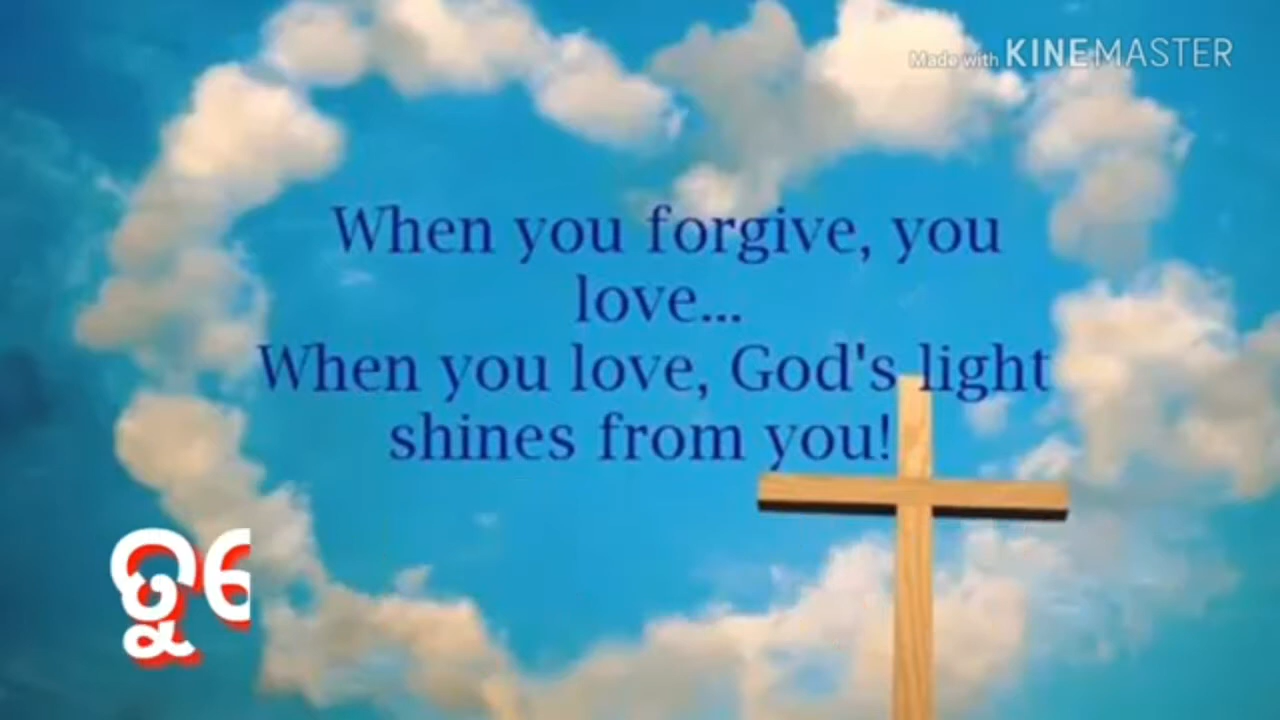 Made with KINEMASTER
When you forgive, you
love...
When you love, God's light
shines from you!